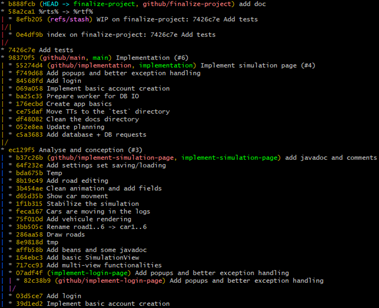 * b888fcb (HEAD -> finalize-project, github/finalize-project) add doc
* 58a2ca1 %rts% -> %rtf%
| * 8efb205 (refs/stash) WIP on finalize-project: 7426c7e Add tests
|/|
| * 0e4df9b index on finalize-project: 7426c7e Add tests
|/
* 7426c7e Add tests
* 98370f5 (github/main, main) Implementation (#6)
| * 55274d4 (github/implementation, implementation) Implement simulation page (#4)
| * f749d68 Add popups and better exception handling
| * 84568fd Add login
| * 069a058 Implement basic account creation
| * ba25c35 Prepare worker for DB IO
| * 176ecbd Create app basics
| * ce75daf Move TTs to the `test` directory
| * df48082 Clean the docs directory
| * 052e8ea Update planning
| * c5a3683 Add database + DB requests
|/
* ec129f5 Analyse and conception (#3)
| * b37c26b (github/implement-simulation-page, implement-simulation-page) add javadoc and comments
| * 64f232e Add settings set saving/loading
| * bda675b Temp
| * 8b19c49 Add road editing
| * 3b454ae Clean animation and add fields
| * d65d35b Show car movment
| * 1f1b315 Stabilize the simulation
| * feca167 Cars are moving in the logs
| * 75f010d Add vehicule rendering
| * 3bb505c Rename road1..6 -> car1..6
| * 286aa58 Draw roads
| * 8e9818d tmp
| * affb58b Add beans and some javadoc
| * 164ebc3 Add basic SimulationView
| * 717cc93 Add multi-view functionalities
| * 07adf4f (implement-login-page) Add popups and better exception handling
| | * 82c38b9 (github/implement-login-page) Add popups and better exception handling
| |/
| * 03d5ce7 Add login
| * 39d1ed2 Implement basic account creation